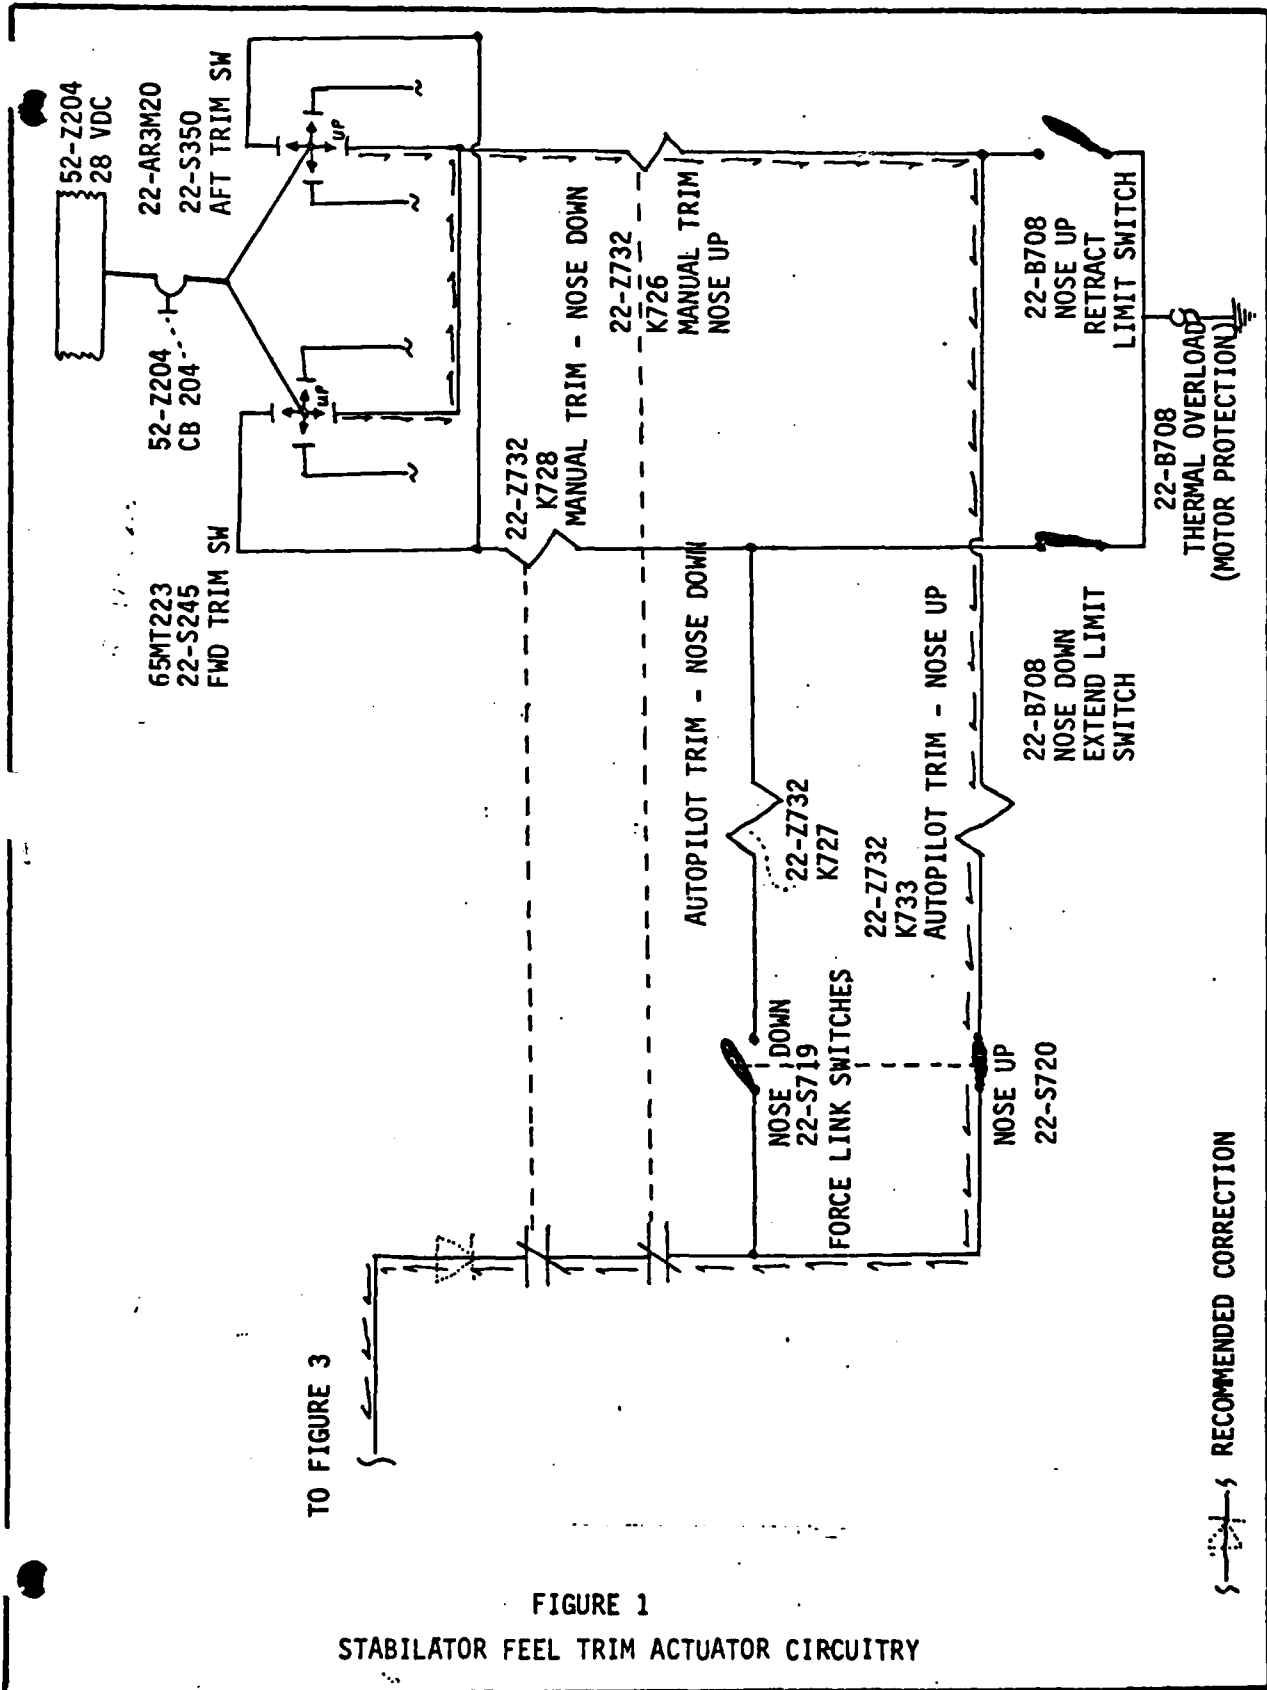 52-Z204
28 VDC
22-AR3M20
22-S350
AFT TRIM SW
UP
52-Z204
CB 204
UP
65MT223
22-S245
FWD TRIM SW
22-Z732
K728
MANUAL TRIM - NOSE DOWN
22-Z732
K726
MANUAL TRIM
NOSE UP
AUTOPILOT TRIM - NOSE DOWN
22-Z732
K727
22-Z732
K733
AUTOPILOT TRIM - NOSE UP
22-B708
NOSE UP
RETRACT
LIMIT SWITCH
22-B708
THERMAL OVERLOAD
(MOTOR PROTECTION)
22-B708
NOSE DOWN
EXTEND LIMIT
SWITCH
NOSE DOWN
22-S719
FORCE LINK SWITCHES
NOSE UP
22-S720
TO FIGURE 3
RECOMMENDED CORRECTION
FIGURE 1
STABILATOR FEEL TRIM ACTUATOR CIRCUITRY